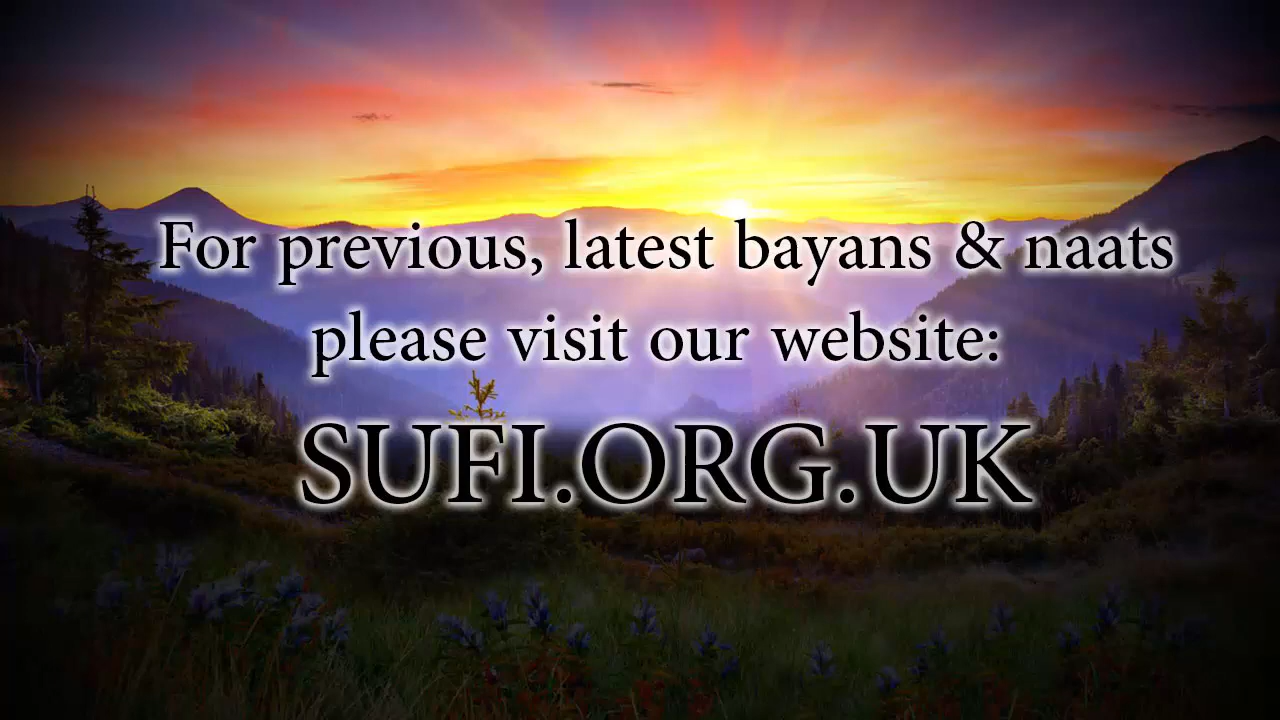 For previous, latest bayans & naats
please visit our website:
SUFI.ORG.UK